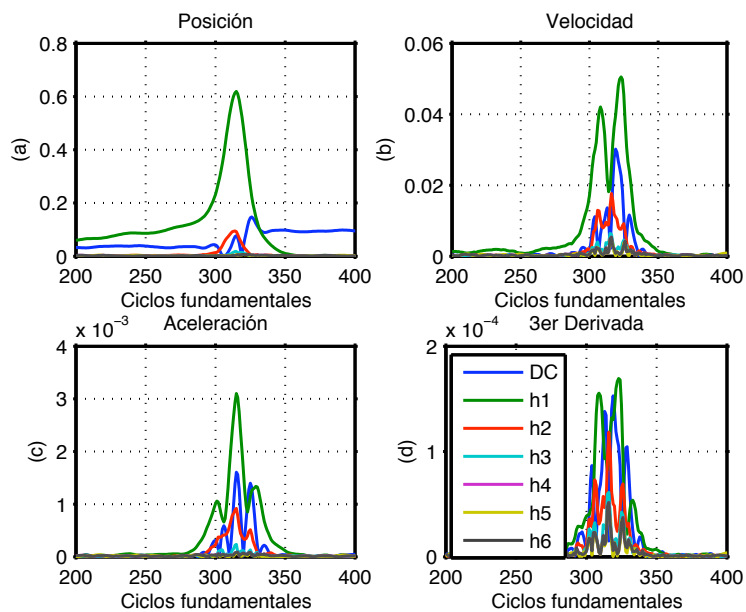 Posición
0.8
0.6
0.4
0.2
0
(a)
200 250 300 350 400
Ciclos fundamentales
Velocidad
0.06
0.04
0.02
0
(b)
200 250 300 350 400
Ciclos fundamentales
x 10⁻³
Aceleración
4
3
2
1
0
(c)
200 250 300 350 400
Ciclos fundamentales
x 10⁻⁴
3er Derivada
2
1
0
(d)
DC
h1
h2
h3
h4
h5
h6
200 250 300 350 400
Ciclos fundamentales